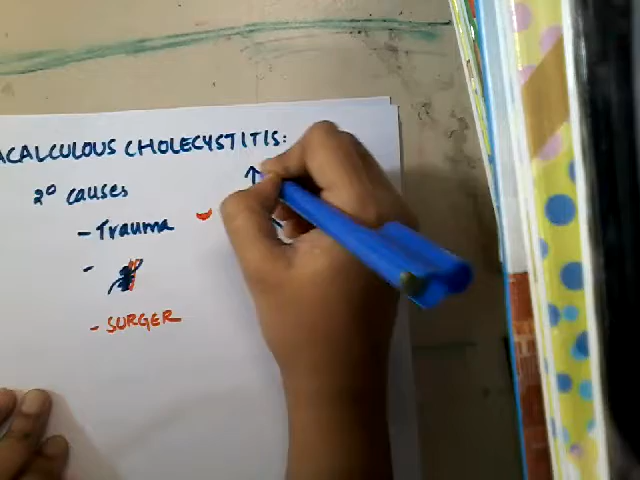 ACALCULOUS CHOLECYSTITIS:
2° causes
- Trauma
-
- SURGER
↑